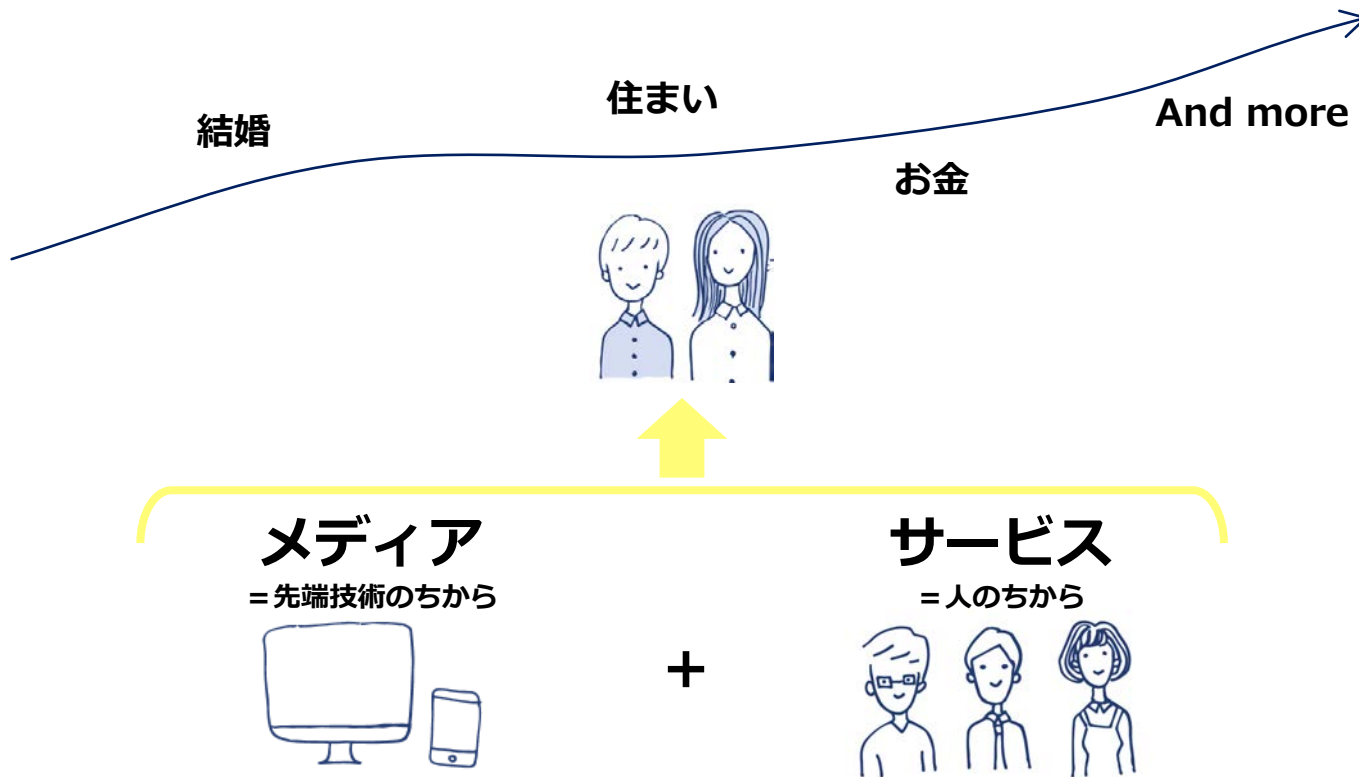 結婚
住まい
お金
And more
メディア
=先端技術のちから
+
サービス
=人のちから